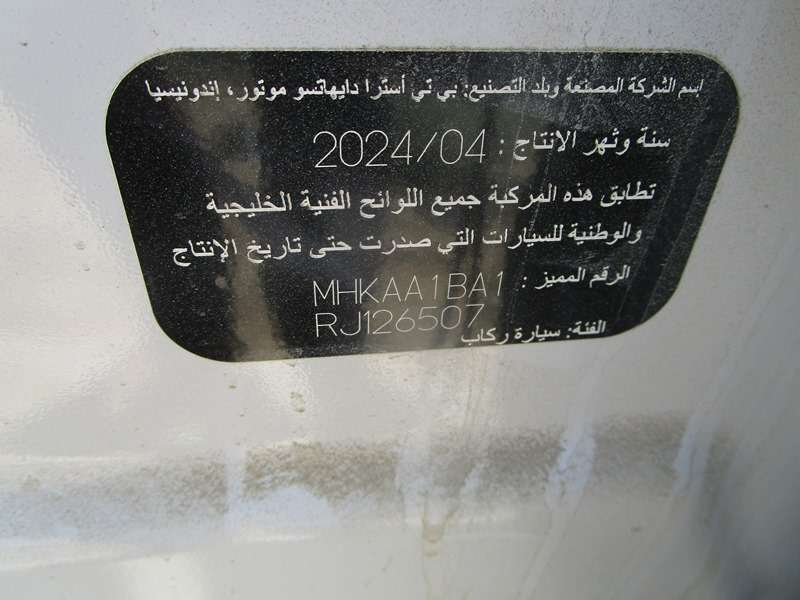 اسم الشركة المصنعة وبلد التصنيع: بي تي أسترا دايهاتسو موتور، إندونيسيا
سنة وشهر الانتاج : 2024/04
تطابق هذه المركبة جميع اللوائح الفنية الخليجية
والوطنية للسيارات التي صدرت حتى تاريخ الإنتاج
الرقم المميز : MHKAA1BA1
RJ126507
الفئة: سيارة ركاب